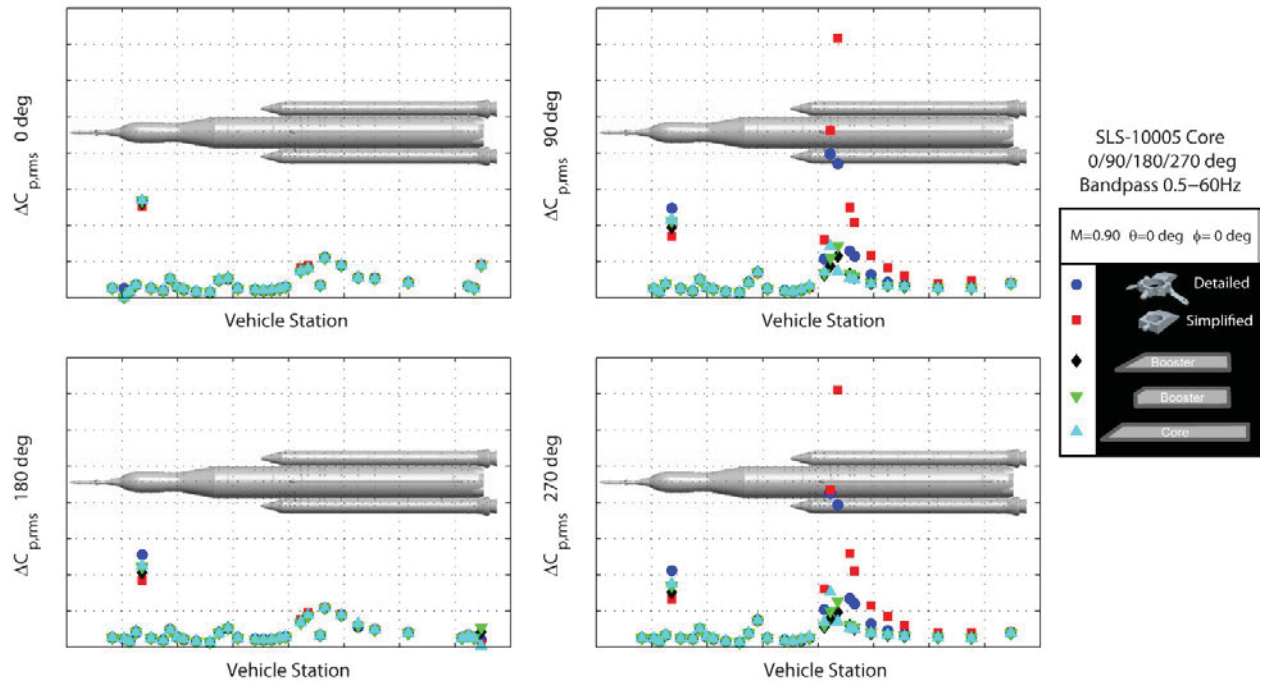 0 deg
ΔC p,rms
Vehicle Station
90 deg
ΔC p,rms
Vehicle Station
180 deg
ΔC p,rms
Vehicle Station
270 deg
ΔC p,rms
Vehicle Station
SLS-10005 Core
0/90/180/270 deg
Bandpass 0.5−60Hz
M=0.90 θ=0 deg ϕ= 0 deg
Detailed
Simplified
Booster
Booster
Core